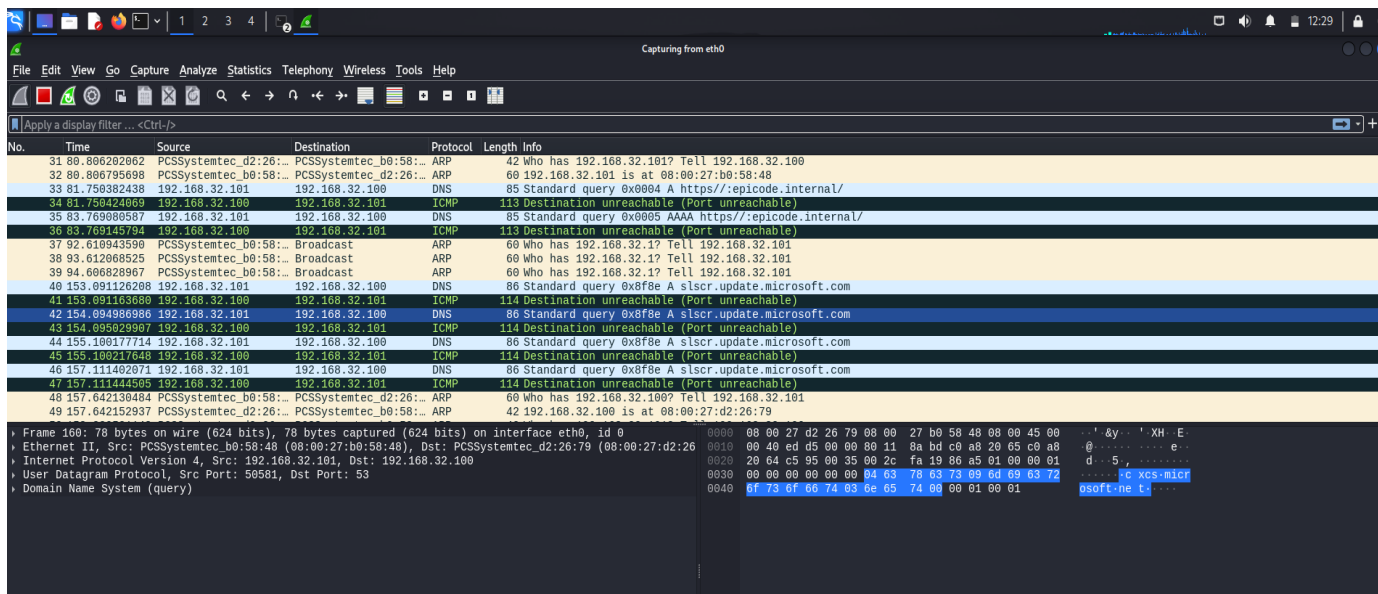 1 2 3 4 2 12:29
Capturing from eth0
File Edit View Go Capture Analyze Statistics Telephony Wireless Tools Help
Apply a display filter ... <Ctrl-/>
No. Time Source Destination Protocol Length Info
31 80.806202062 PCSSystemtec_d2:26:… PCSSystemtec_b0:58:… ARP 42 Who has 192.168.32.101? Tell 192.168.32.100
32 80.806795698 PCSSystemtec_b0:58:… PCSSystemtec_d2:26:… ARP 60 192.168.32.101 is at 08:00:27:b0:58:48
33 81.750382438 192.168.32.101 192.168.32.100 DNS 85 Standard query 0x0004 A https//:epicode.internal/
34 81.750424069 192.168.32.100 192.168.32.101 ICMP 113 Destination unreachable (Port unreachable)
35 83.769080587 192.168.32.101 192.168.32.100 DNS 85 Standard query 0x0005 AAAA https//:epicode.internal/
36 83.769145794 192.168.32.100 192.168.32.101 ICMP 113 Destination unreachable (Port unreachable)
37 92.610943590 PCSSystemtec_b0:58:… Broadcast ARP 60 Who has 192.168.32.1? Tell 192.168.32.101
38 93.612068525 PCSSystemtec_b0:58:… Broadcast ARP 60 Who has 192.168.32.1? Tell 192.168.32.101
39 94.606828967 PCSSystemtec_b0:58:… Broadcast ARP 60 Who has 192.168.32.1? Tell 192.168.32.101
40 153.091126208 192.168.32.101 192.168.32.100 DNS 86 Standard query 0x8f8e A slscr.update.microsoft.com
41 153.091163680 192.168.32.100 192.168.32.101 ICMP 114 Destination unreachable (Port unreachable)
42 154.094986986 192.168.32.101 192.168.32.100 DNS 86 Standard query 0x8f8e A slscr.update.microsoft.com
43 154.095029907 192.168.32.100 192.168.32.101 ICMP 114 Destination unreachable (Port unreachable)
44 155.100177714 192.168.32.101 192.168.32.100 DNS 86 Standard query 0x8f8e A slscr.update.microsoft.com
45 155.100217648 192.168.32.100 192.168.32.101 ICMP 114 Destination unreachable (Port unreachable)
46 157.111402071 192.168.32.101 192.168.32.100 DNS 86 Standard query 0x8f8e A slscr.update.microsoft.com
47 157.111444505 192.168.32.100 192.168.32.101 ICMP 114 Destination unreachable (Port unreachable)
48 157.642130484 PCSSystemtec_b0:58:… PCSSystemtec_d2:26:… ARP 60 Who has 192.168.32.100? Tell 192.168.32.101
49 157.642152937 PCSSystemtec_d2:26:… PCSSystemtec_b0:58:… ARP 42 192.168.32.100 is at 08:00:27:d2:26:79
Frame 160: 78 bytes on wire (624 bits), 78 bytes captured (624 bits) on interface eth0, id 0
Ethernet II, Src: PCSSystemtec_b0:58:48 (08:00:27:b0:58:48), Dst: PCSSystemtec_d2:26:79 (08:00:27:d2:26
Internet Protocol Version 4, Src: 192.168.32.101, Dst: 192.168.32.100
User Datagram Protocol, Src Port: 50581, Dst Port: 53
Domain Name System (query)
0000 08 00 27 d2 26 79 08 00 27 b0 58 48 08 00 45 00 ··'·&y·· '·XH··E·
0010 00 40 ed d5 00 00 80 11 8a bd c0 a8 20 65 c0 a8 ·@······ ···· e··
0020 20 64 c5 95 00 35 00 2c fa 19 86 a5 01 00 00 01 d···5·, ········
0030 00 00 00 00 00 00 04 63 78 63 73 09 6d 69 63 72 ·······c xcs·micr
0040 6f 73 6f 66 74 03 6e 65 74 00 00 01 00 01 osoft·ne t·····